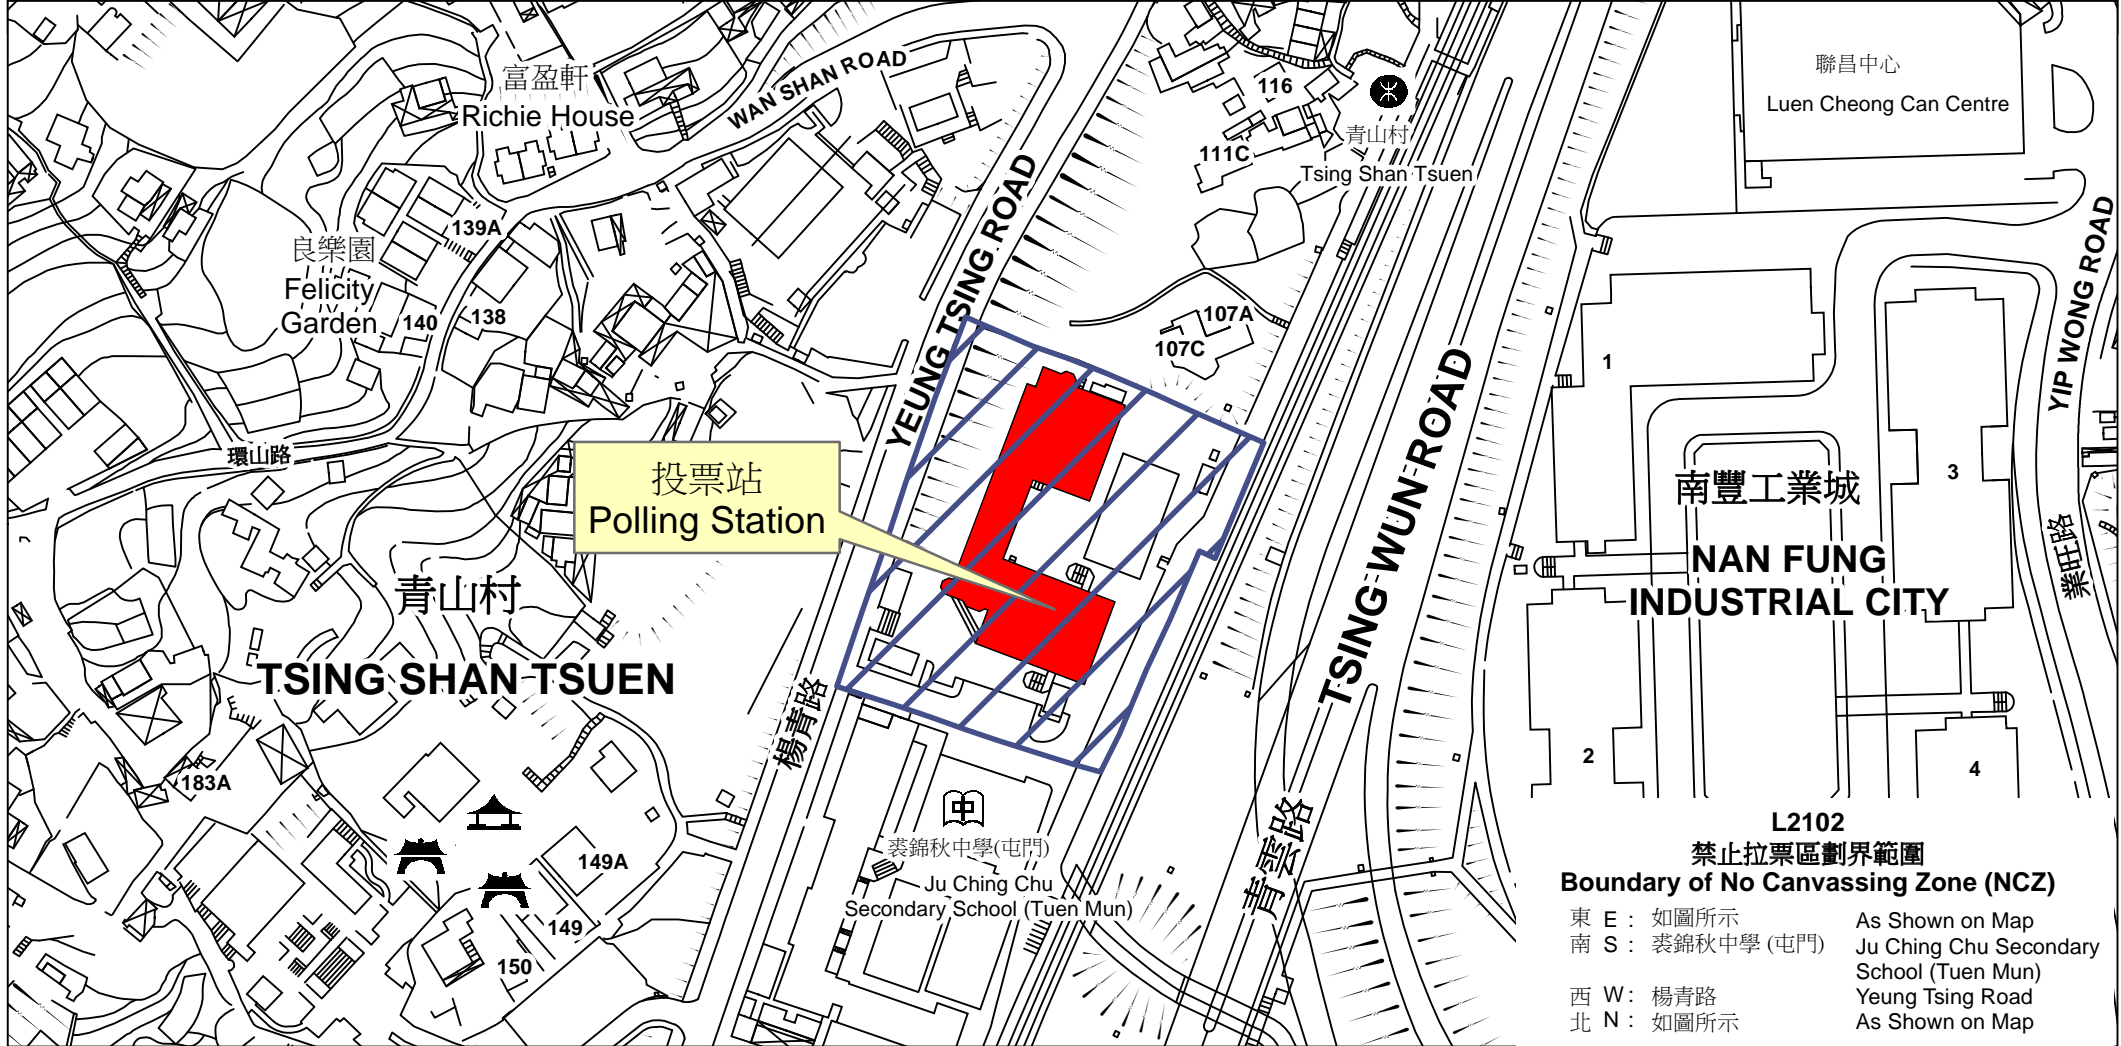 富盈軒
Richie House
WAN SHAN ROAD
116
111C
青山村
Tsing Shan Tsuen
聯昌中心
Luen Cheong Can Centre
139A
良樂園
Felicity
Garden
140
138
YEUNG TSING ROAD
107A
107C
TSING WUN ROAD
YIP WONG ROAD
1
3
環山路
投票站
Polling Station
南豐工業城
NAN FUNG
INDUSTRIAL CITY
業旺路
青山村
TSING SHAN TSUEN
楊青路
2
4
183A
中
裘錦秋中學(屯門)
Ju Ching Chu
Secondary School (Tuen Mun)
青雲路
149A
149
150
L2102
禁止拉票區劃界範圍
Boundary of No Canvassing Zone (NCZ)
東 E : 如圖所示 As Shown on Map
南 S : 裘錦秋中學 (屯門) Ju Ching Chu Secondary
School (Tuen Mun)
西 W : 楊青路 Yeung Tsing Road
北 N : 如圖所示 As Shown on Map